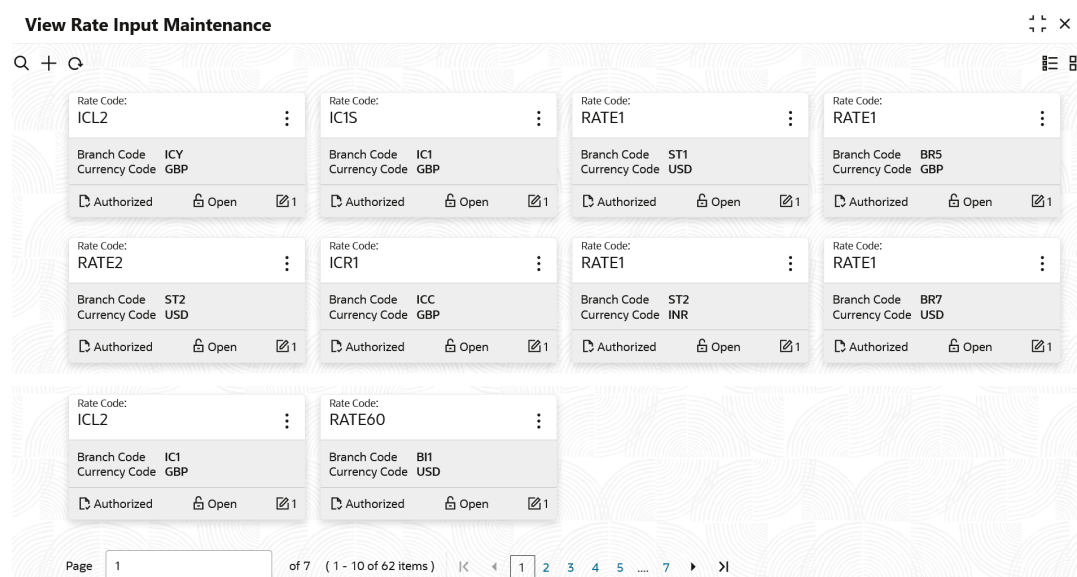 View Rate Input Maintenance
Rate Code: Rate Code: Rate Code: Rate Code:
ICL2 IC1S RATE1 RATE1
Branch Code ICY Branch Code IC1 Branch Code ST1 Branch Code BR5
Currency Code GBP Currency Code GBP Currency Code USD Currency Code GBP
Authorized Open 1 Authorized Open 1 Authorized Open 1 Authorized Open 1
Rate Code: Rate Code: Rate Code: Rate Code:
RATE2 ICR1 RATE1 RATE1
Branch Code ST2 Branch Code ICC Branch Code ST2 Branch Code BR7
Currency Code USD Currency Code GBP Currency Code INR Currency Code USD
Authorized Open 1 Authorized Open 1 Authorized Open 1 Authorized Open 1
Rate Code: Rate Code:
ICL2 RATE60
Branch Code IC1 Branch Code BI1
Currency Code GBP Currency Code USD
Authorized Open 1 Authorized Open 1
Page 1 of 7 ( 1 - 10 of 62 items ) 1 2 3 4 5 .... 7